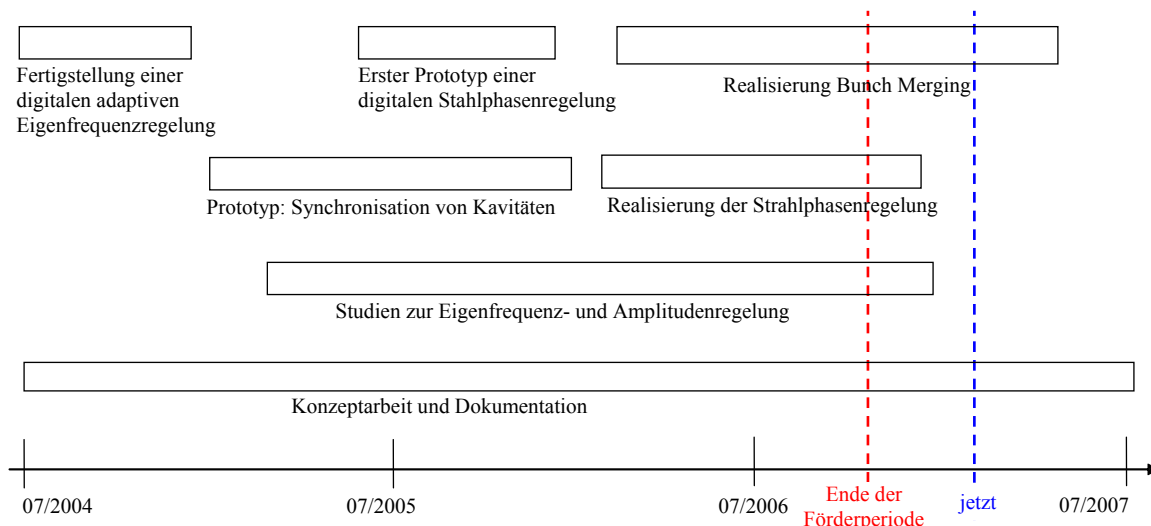 Fertigstellung einer
digitalen adaptiven
Eigenfrequenzregelung
Erster Prototyp einer
digitalen Stahlphasenregelung
Realisierung Bunch Merging
Prototyp: Synchronisation von Kavitäten
Realisierung der Strahlphasenregelung
Studien zur Eigenfrequenz- und Amplitudenregelung
Konzeptarbeit und Dokumentation
07/2004
07/2005
07/2006
Ende der
Förderperiode
jetzt
07/2007